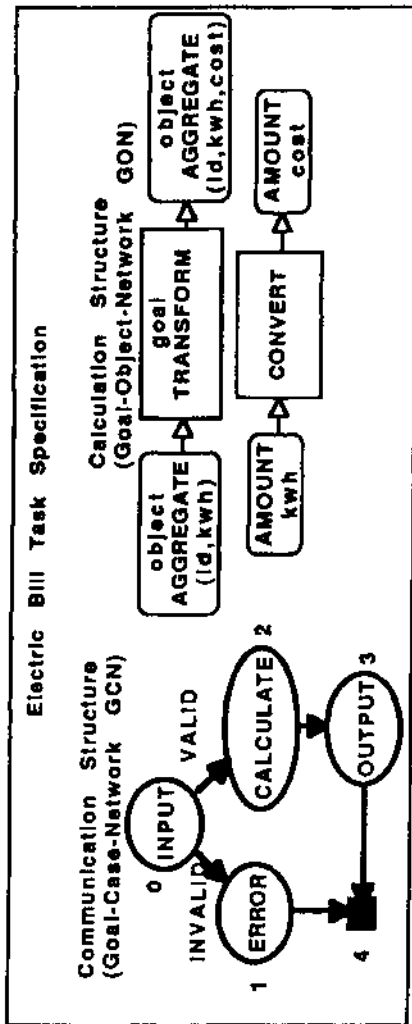 Electric Bill Task Specification
Communication Structure
(Goal-Case-Network GCN)
0
INPUT
INVALID
VALID
1
ERROR
CALCULATE
2
OUTPUT
3
4
Calculation Structure
(Goal-Object-Network GON)
object
AGGREGATE
(id,kwh)
goal
TRANSFORM
object
AGGREGATE
(id,kwh,cost)
AMOUNT
kwh
CONVERT
AMOUNT
cost